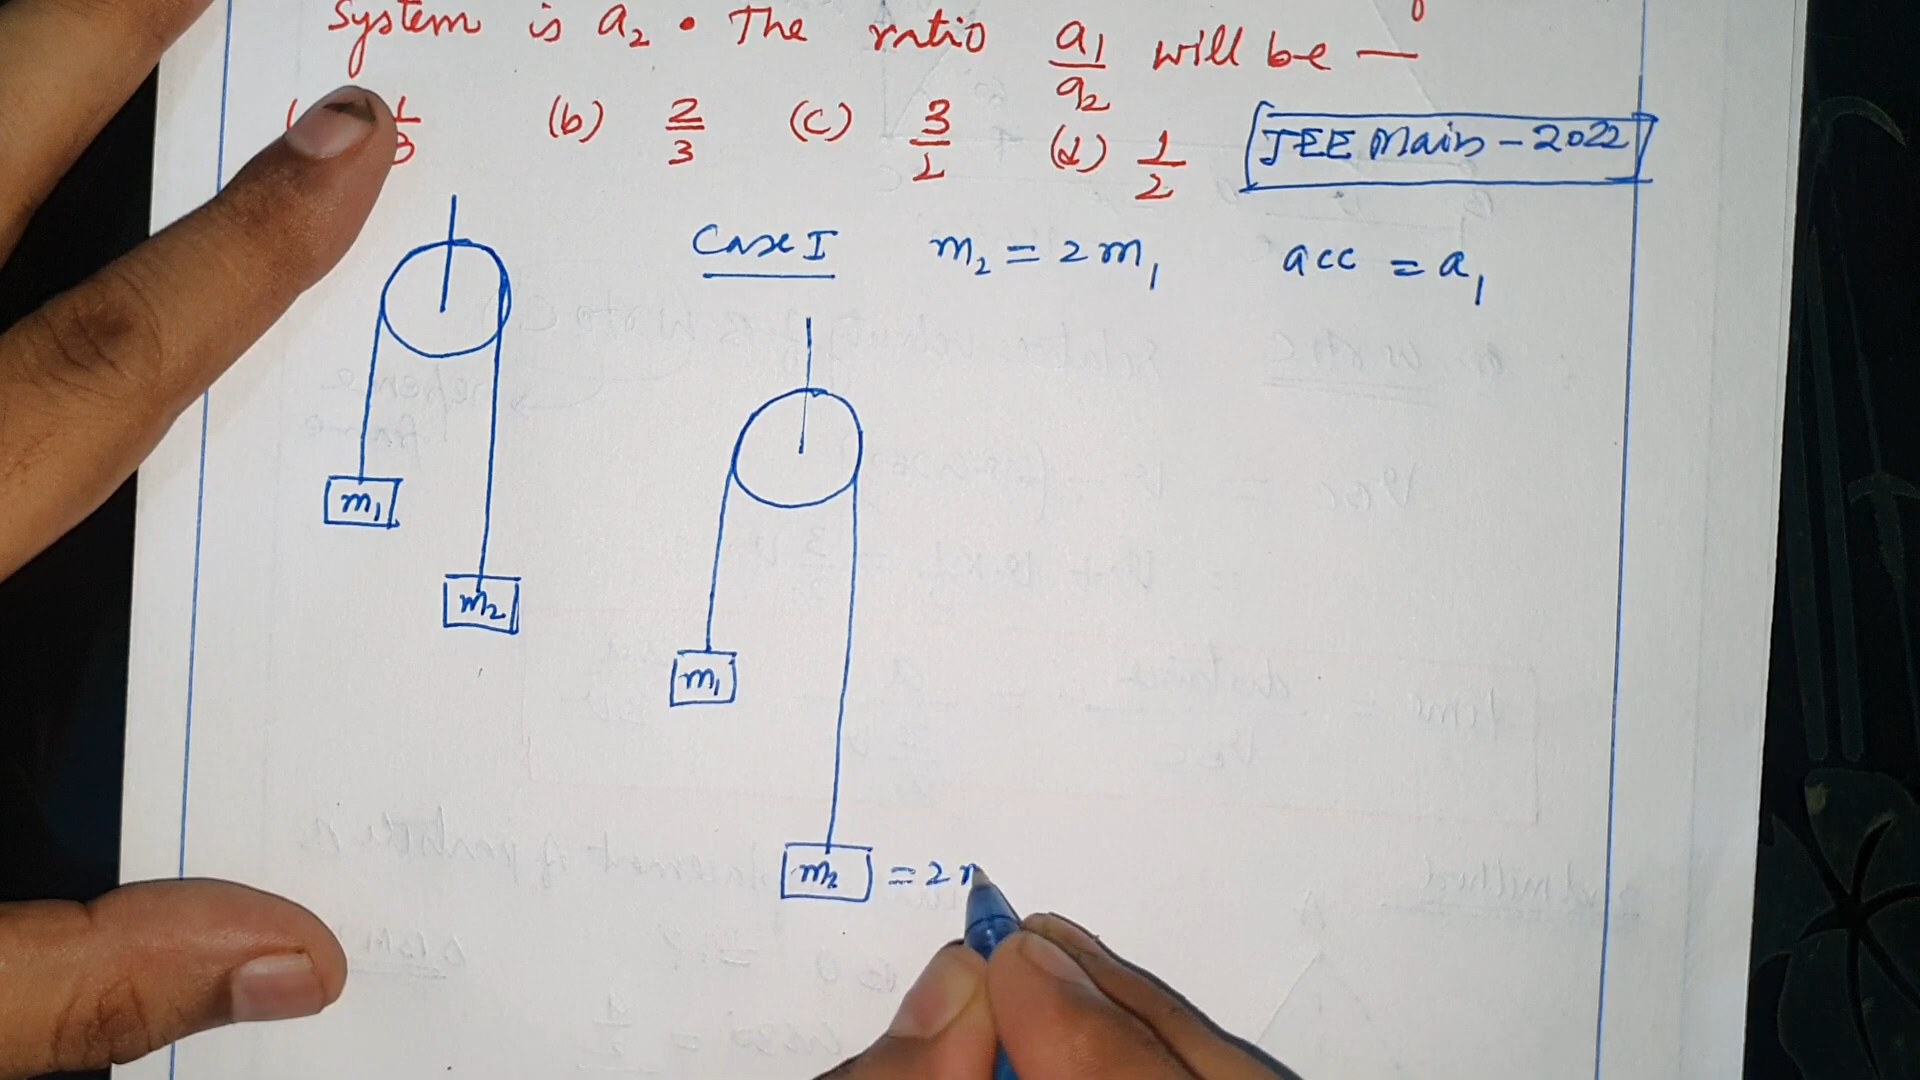 System is a₂ . The ratio a₁/a₂ will be —
(b) 2/3 (c) 3/1 (d) 1/2 JEE Main - 2022
Case I m₂ = 2m₁ acc = a₁
m₁
m₂
m₁
m₂ = 2